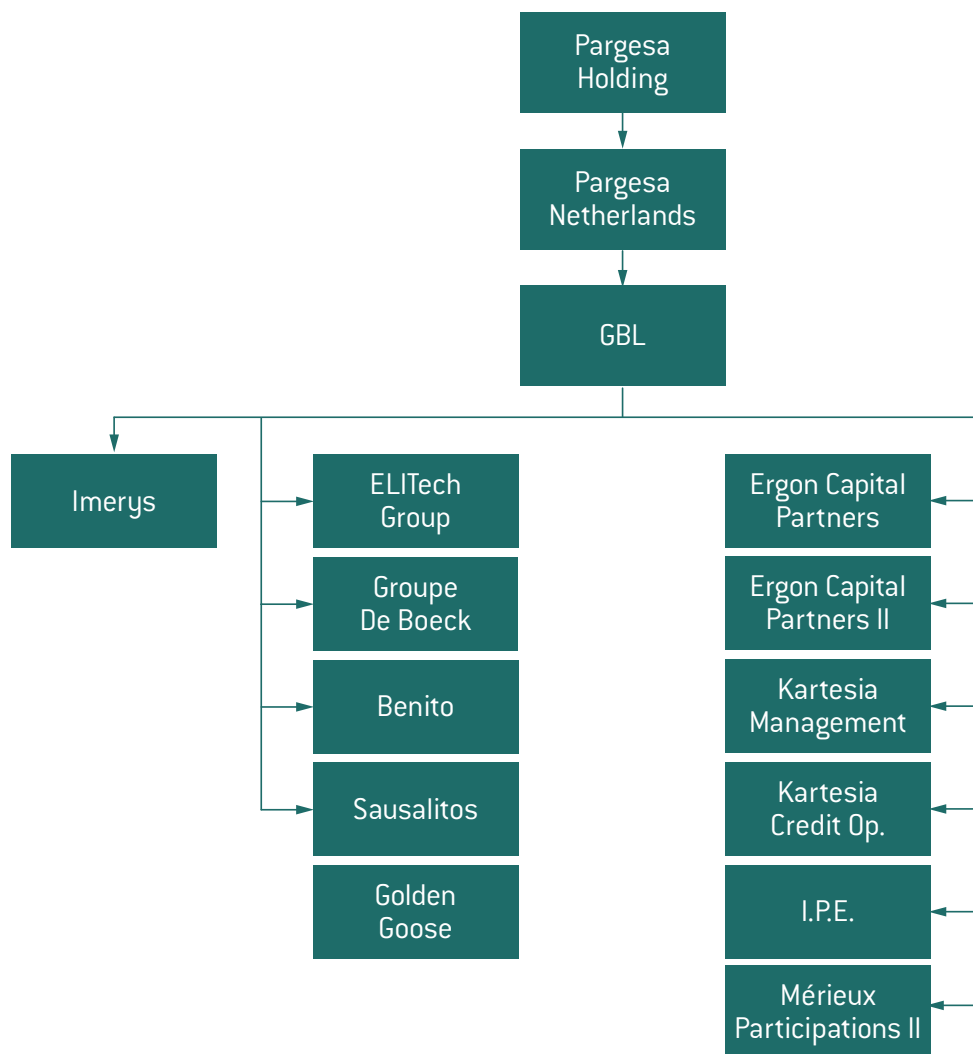 Pargesa
Holding
Pargesa
Netherlands
GBL
Imerys
ELITech
Group
Groupe
De Boeck
Benito
Sausalitos
Golden
Goose
Ergon Capital
Partners
Ergon Capital
Partners II
Kartesia
Management
Kartesia
Credit Op.
I.P.E.
Mérieux
Participations II